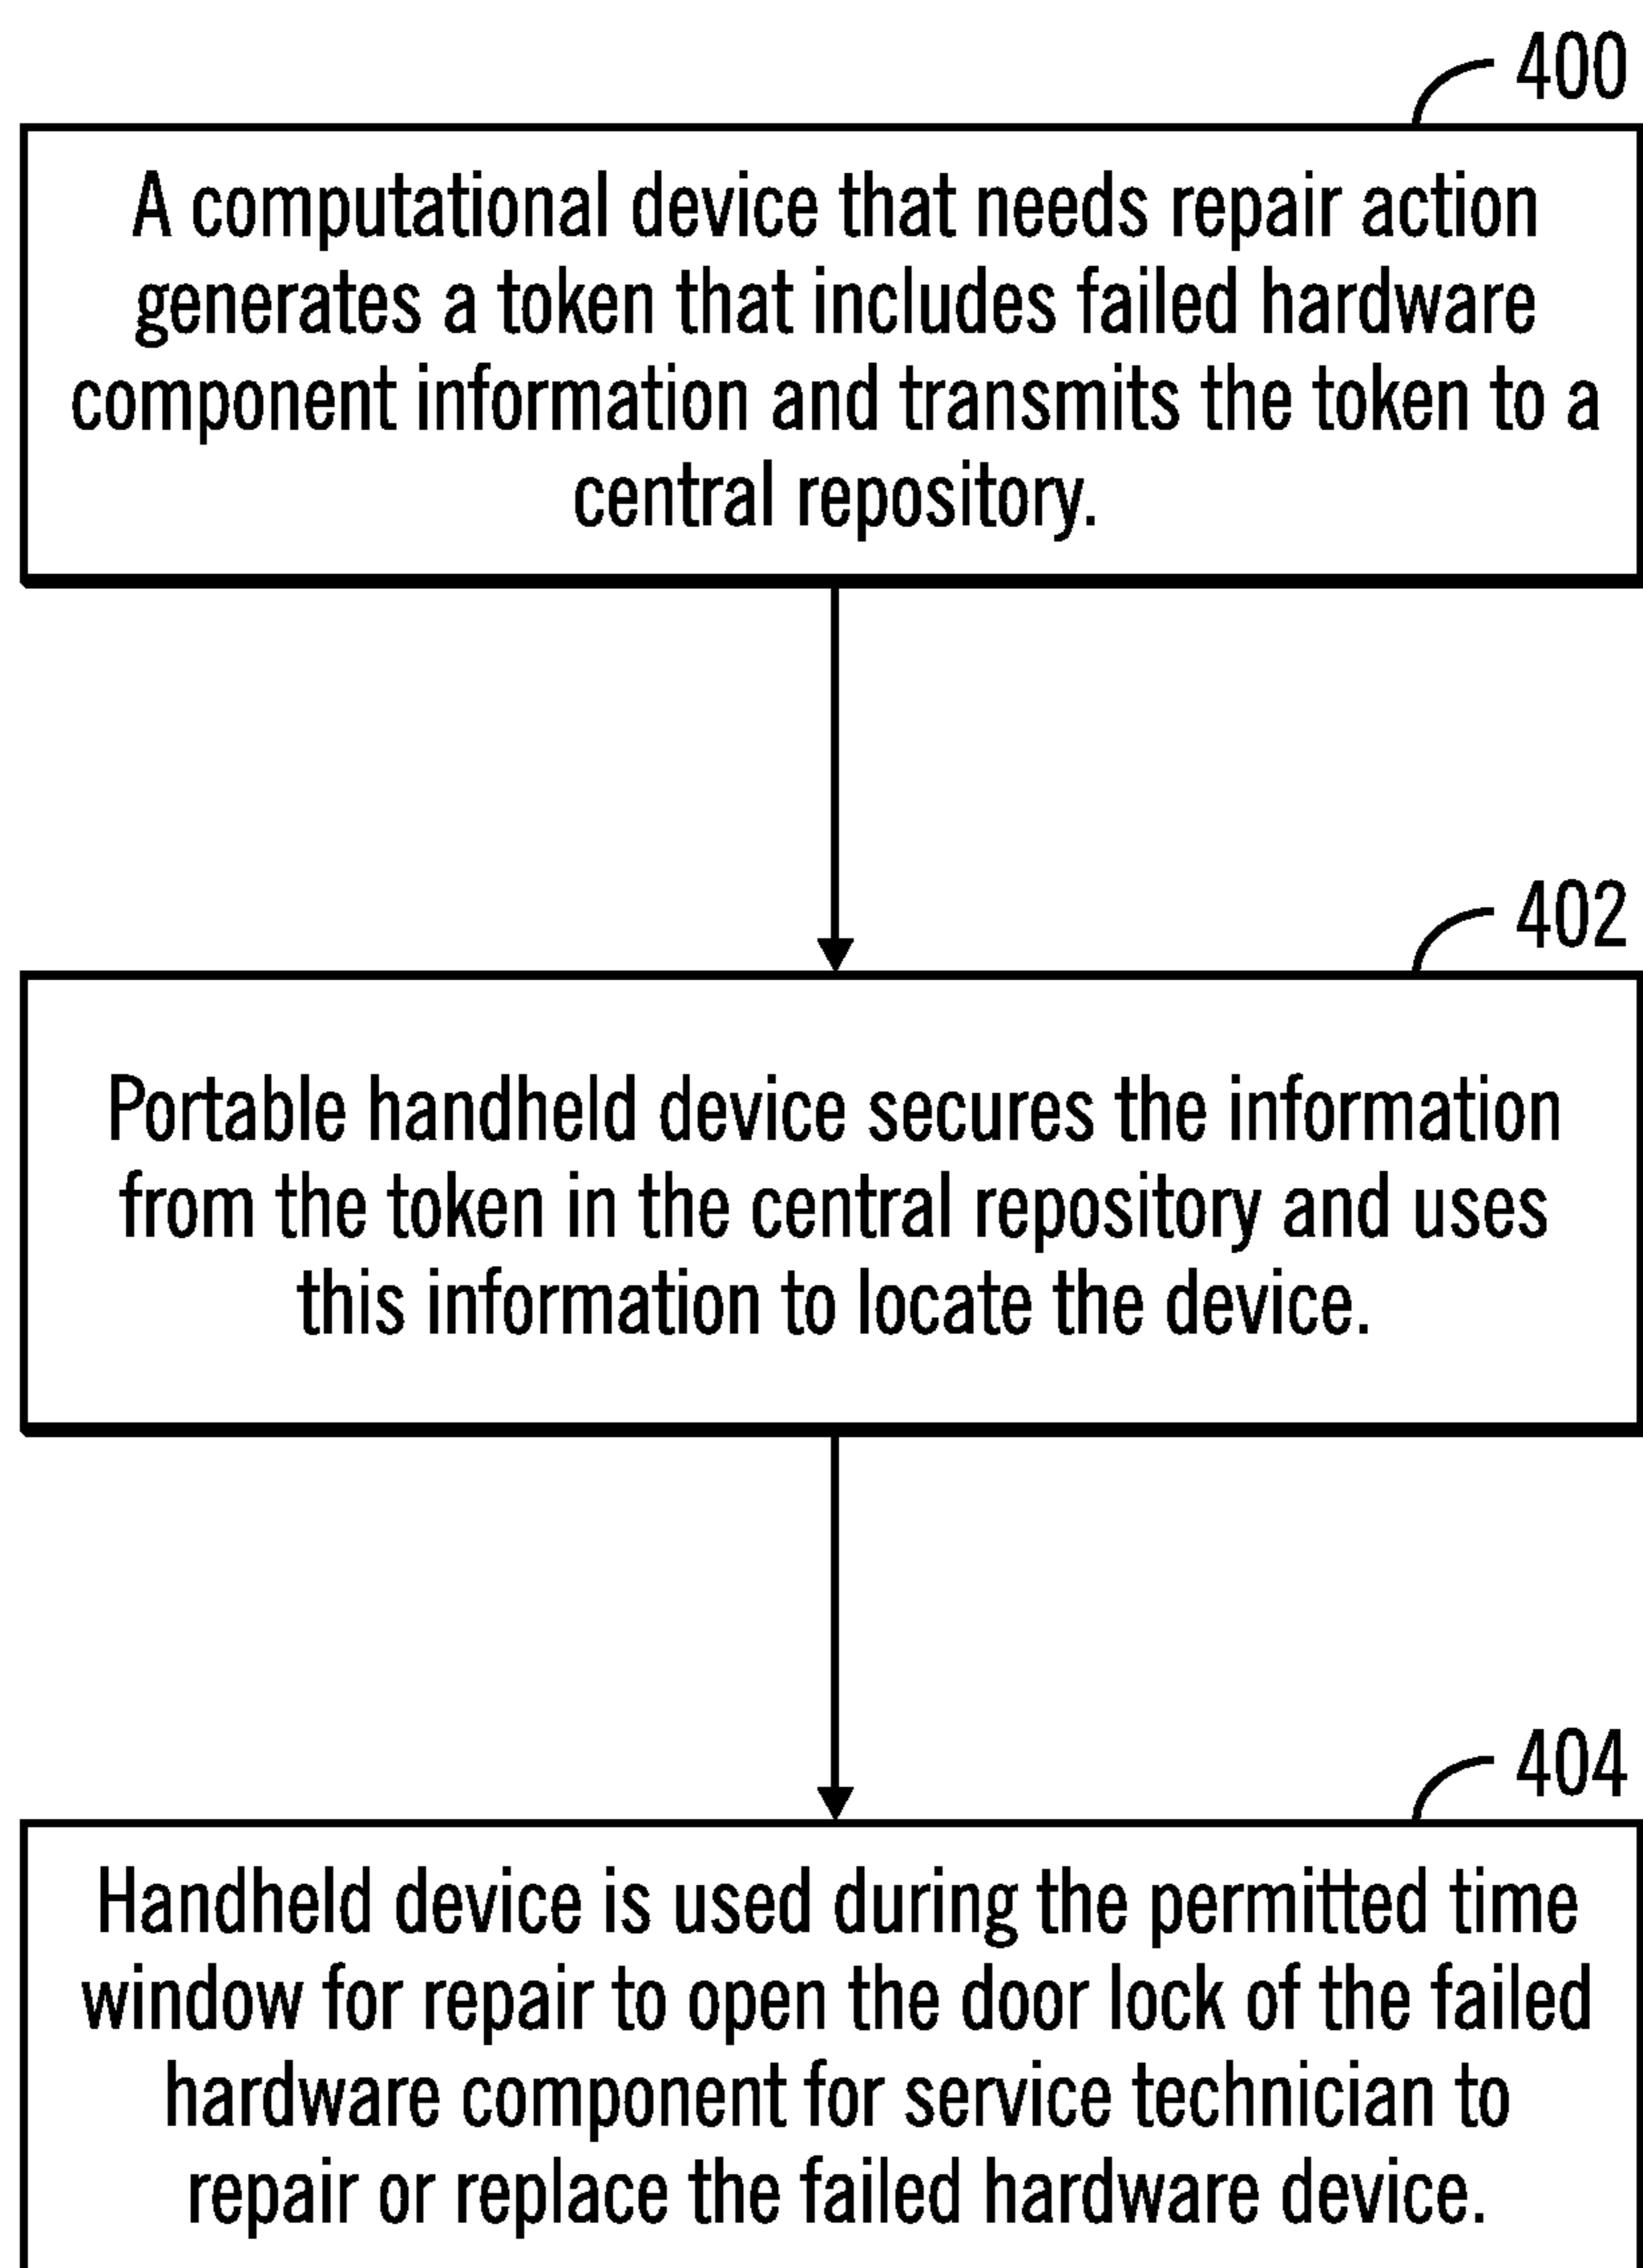 400
A computational device that needs repair action
generates a token that includes failed hardware
component information and transmits the token to a
central repository.
402
Portable handheld device secures the information
from the token in the central repository and uses
this information to locate the device.
404
Handheld device is used during the permitted time
window for repair to open the door lock of the failed
hardware component for service technician to
repair or replace the failed hardware device.